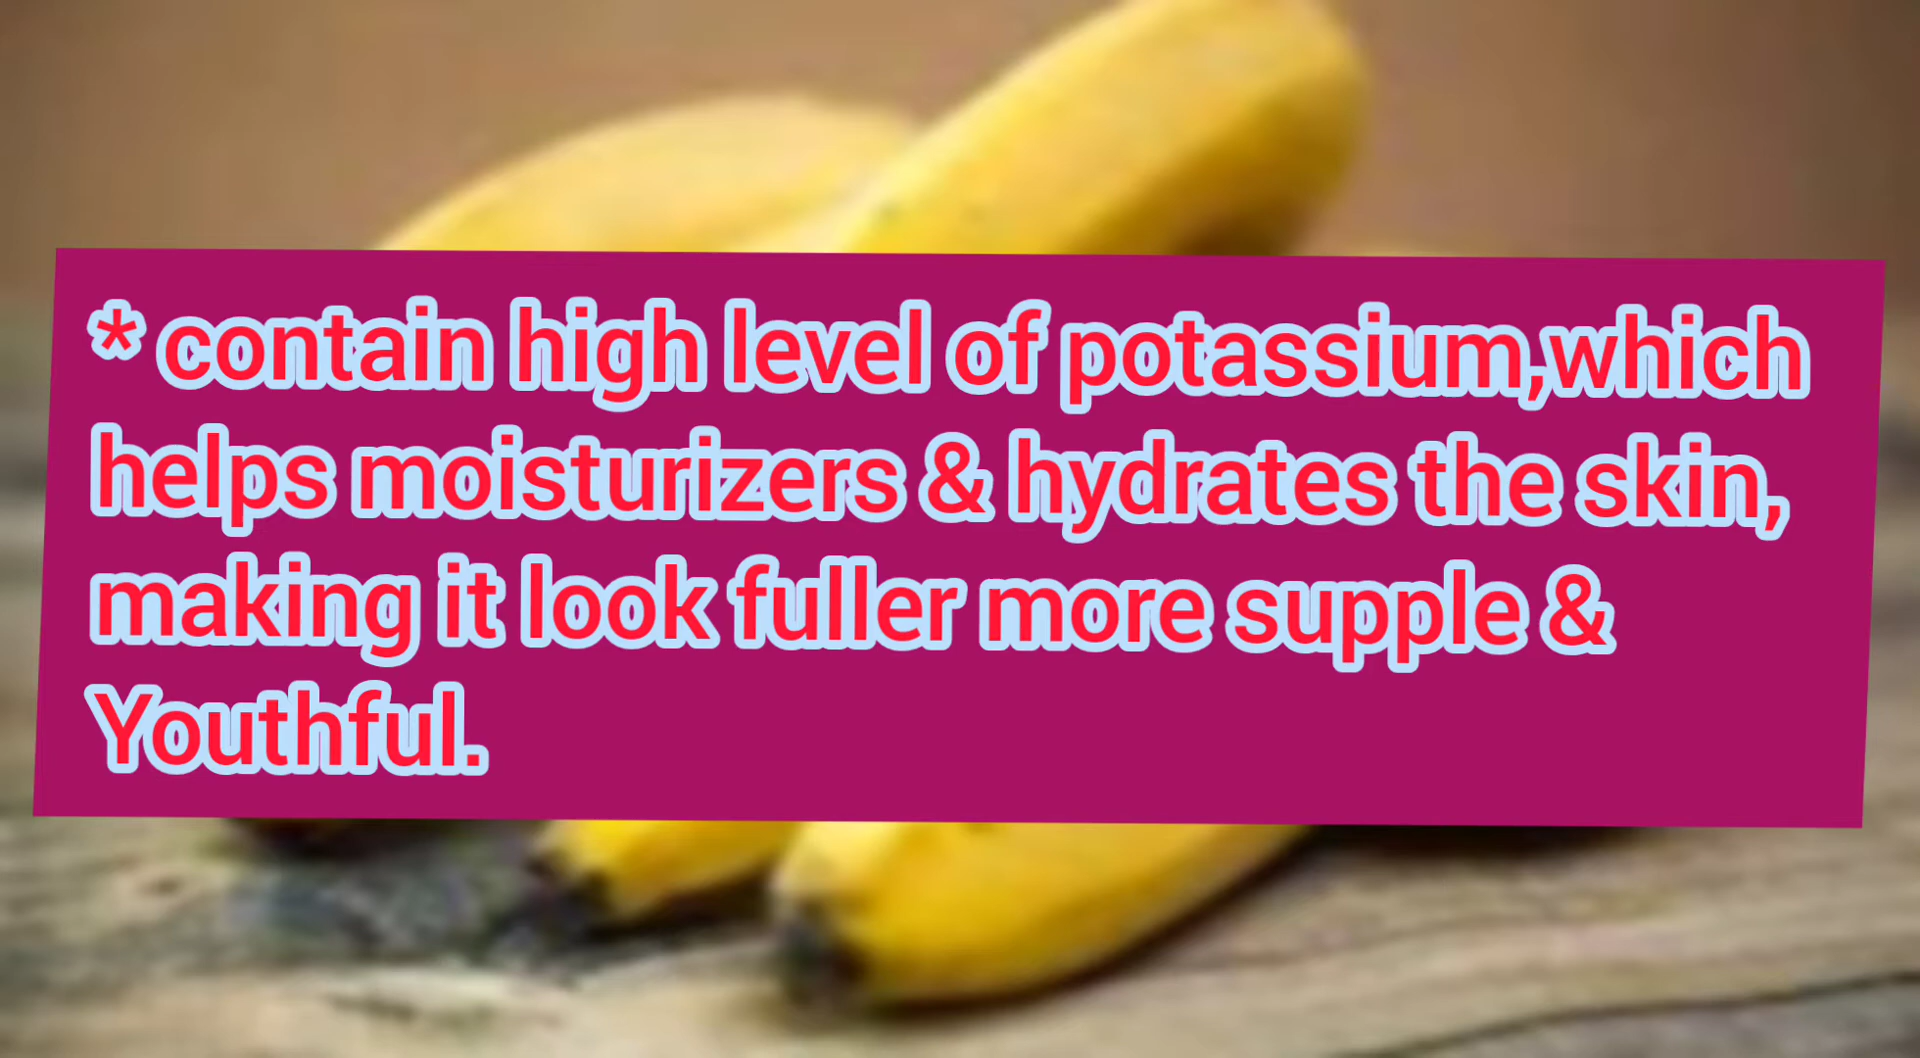 * contain high level of potassium,which
helps moisturizers & hydrates the skin,
making it look fuller more supple &
Youthful.